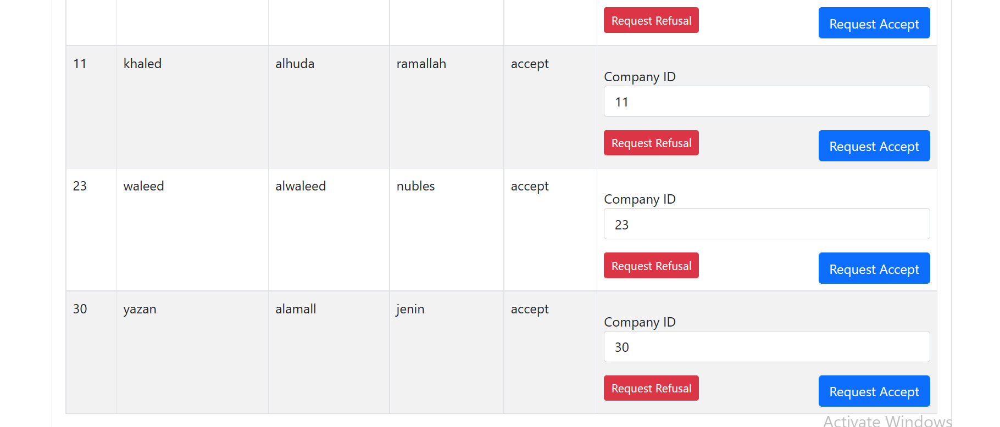 Request Refusal Request Accept
11 khaled alhuda ramallah accept
Company ID
11
Request Refusal Request Accept
23 waleed alwaleed nubles accept
Company ID
23
Request Refusal Request Accept
30 yazan alamall jenin accept
Company ID
30
Request Refusal Request Accept
Activate Windows